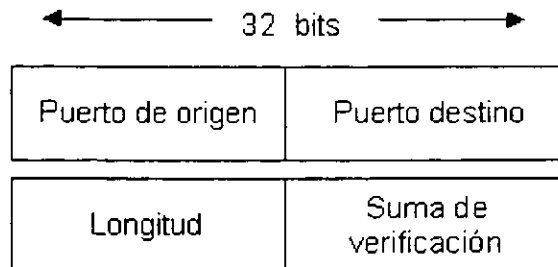 32 bits
Puerto de origen
Puerto destino
Longitud
Suma de
verificación